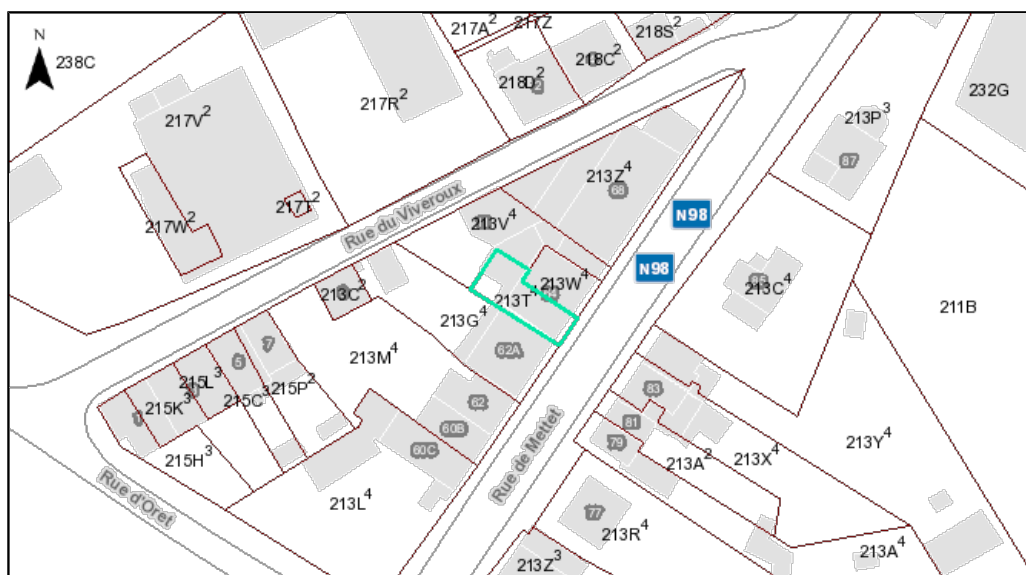 217A²
217Z
218S²
N
238C
218C²
218D²
217R²
232G
213P³
217V²
87
213Z⁴
68
217T²
Rue du Viveroux
213V⁴
N98
217W²
N98
213W⁴
213C⁴
213C²
213T⁴
211B
213G⁴
7
62A
213M⁴
5
215L³
215P²
83
215C³
62
215K³
1
81
60B
79
213Y⁴
60C
215H³
213A²
213X⁴
Rue de Mettet
Rue d'Oret
213L⁴
77
213R⁴
213A⁴
213Z³